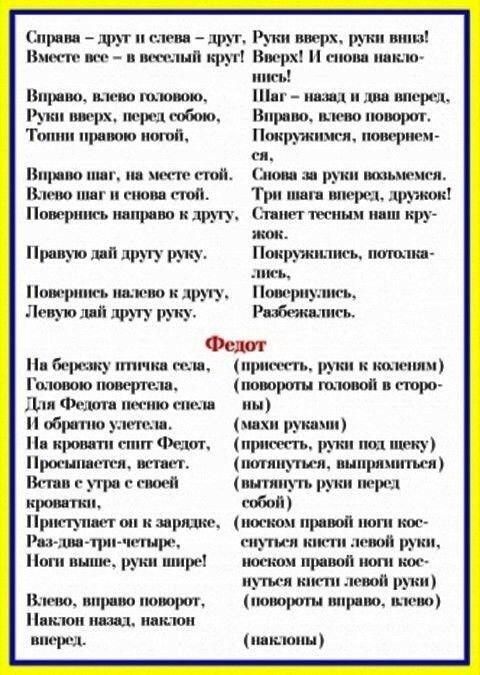 Справа – друг и слева – друг,
Вместе все – в веселый круг!
Вправо, влево головою,
Руки вверх, перед собою,
Топни правою ногой,
Вправо шаг, на месте стой.
Влево шаг и снова стой.
Повернись направо к другу,
Правую дай другу руку.
Повернись налево к другу,
Левую дай другу руку.
Руки вверх, руки вниз!
Вверх! И снова накло-
нись!
Шаг – назад и два вперед,
Вправо, влево поворот.
Покружимся, повернем-
ся,
Снова за руки возьмемся.
Три шага вперед, дружок!
Станет тесным наш кру-
жок.
Покружились, потолка-
лись,
Повернулись,
Разбежались.
Федот
На березку птичка села, (присесть, руки к коленям)
Головою повертела, (повороты головой в сторо-
Для Федота песню спела ны)
И обратно улетела. (махи руками)
На кровати спит Федот, (присесть, руки под щеку)
Просыпается, встает. (потянуться, выпрямиться)
Встав с утра с своей (вытянуть руки перед
кроватки, собой)
Приступает он к зарядке, (носком правой ноги кос-
Раз-два-три-четыре, снуться кисти левой руки,
Ноги выше, руки шире! носком правой ноги кос-
нуться кисти левой руки)
Влево, вправо поворот, (повороты вправо, влево)
Наклон назад, наклон
вперед. (наклоны)